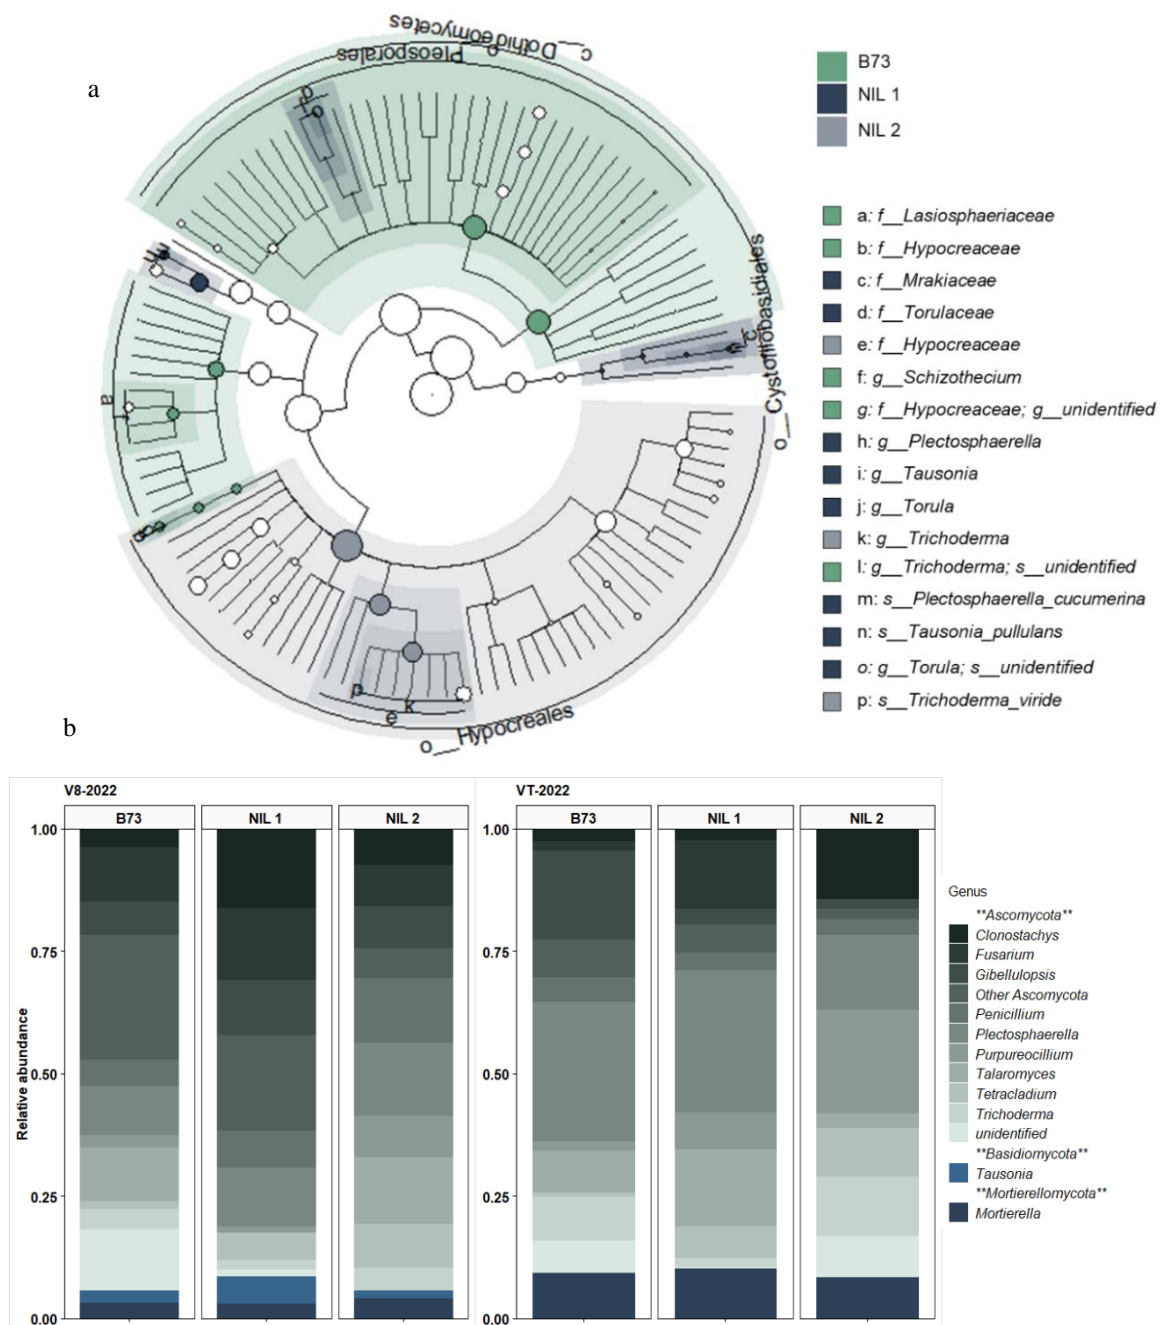 a
c__Dothideomycetes
o__Pleosporales
B73
NIL 1
NIL 2
a: f__Lasiosphaeriaceae
b: f__Hypocreaceae
c: f__Mrakiaceae
d: f__Torulaceae
e: f__Hypocreaceae
f: g__Schizothecium
g: f__Hypocreaceae; g__unidentified
h: g__Plectosphaerella
i: g__Tausonia
j: g__Torula
k: g__Trichoderma
l: g__Trichoderma; s__unidentified
m: s__Plectosphaerella_cucumerina
n: s__Tausonia_pullulans
o: g__Torula; s__unidentified
p: s__Trichoderma_viride
o__Cystofilobasidiales
c
a
p
k
e
o__Hypocreales
b
V8-2022
VT-2022
B73
NIL 1
NIL 2
B73
NIL 1
NIL 2
Relative abundance
1.00
0.75
0.50
0.25
0.00
1.00
0.75
0.50
0.25
0.00
Genus
**Ascomycota**
Clonostachys
Fusarium
Gibellulopsis
Other Ascomycota
Penicillium
Plectosphaerella
Purpureocillium
Talaromyces
Tetracladium
Trichoderma
unidentified
**Basidiomycota**
Tausonia
**Mortierellomycota**
Mortierella